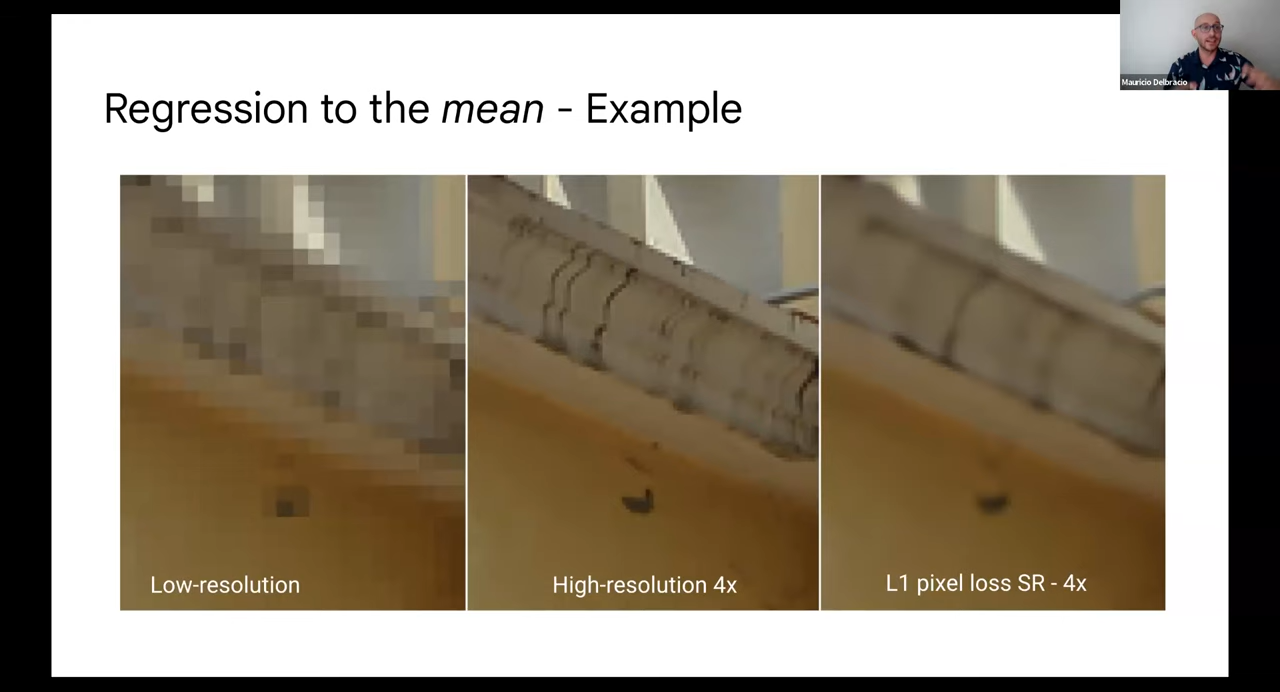 Mauricio Delbracio
Regression to the mean - Example
Low-resolution
High-resolution 4x
L1 pixel loss SR - 4x